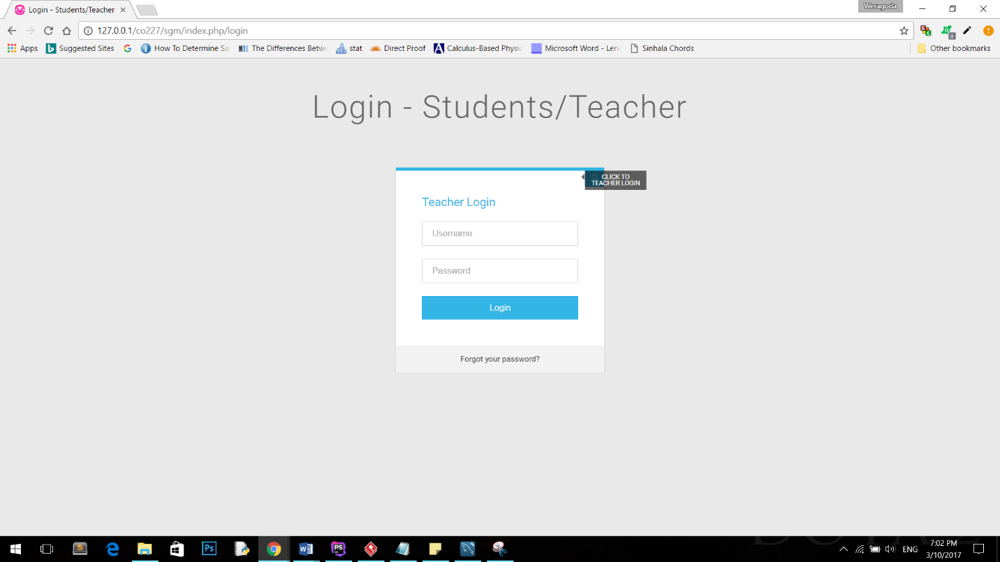 Login - Students/Teacher
Weragoda
127.0.0.1/co227/sgm/index.php/login
Apps
Suggested Sites
How To Determine Sa
The Differences Betwe
stat
Direct Proof
Calculus-Based Physic
Microsoft Word - Len
Sinhala Chords
Other bookmarks
Login - Students/Teacher
CLICK TO
TEACHER LOGIN
Teacher Login
Username
Password
Login
Forgot your password?
ENG
7:02 PM
3/10/2017